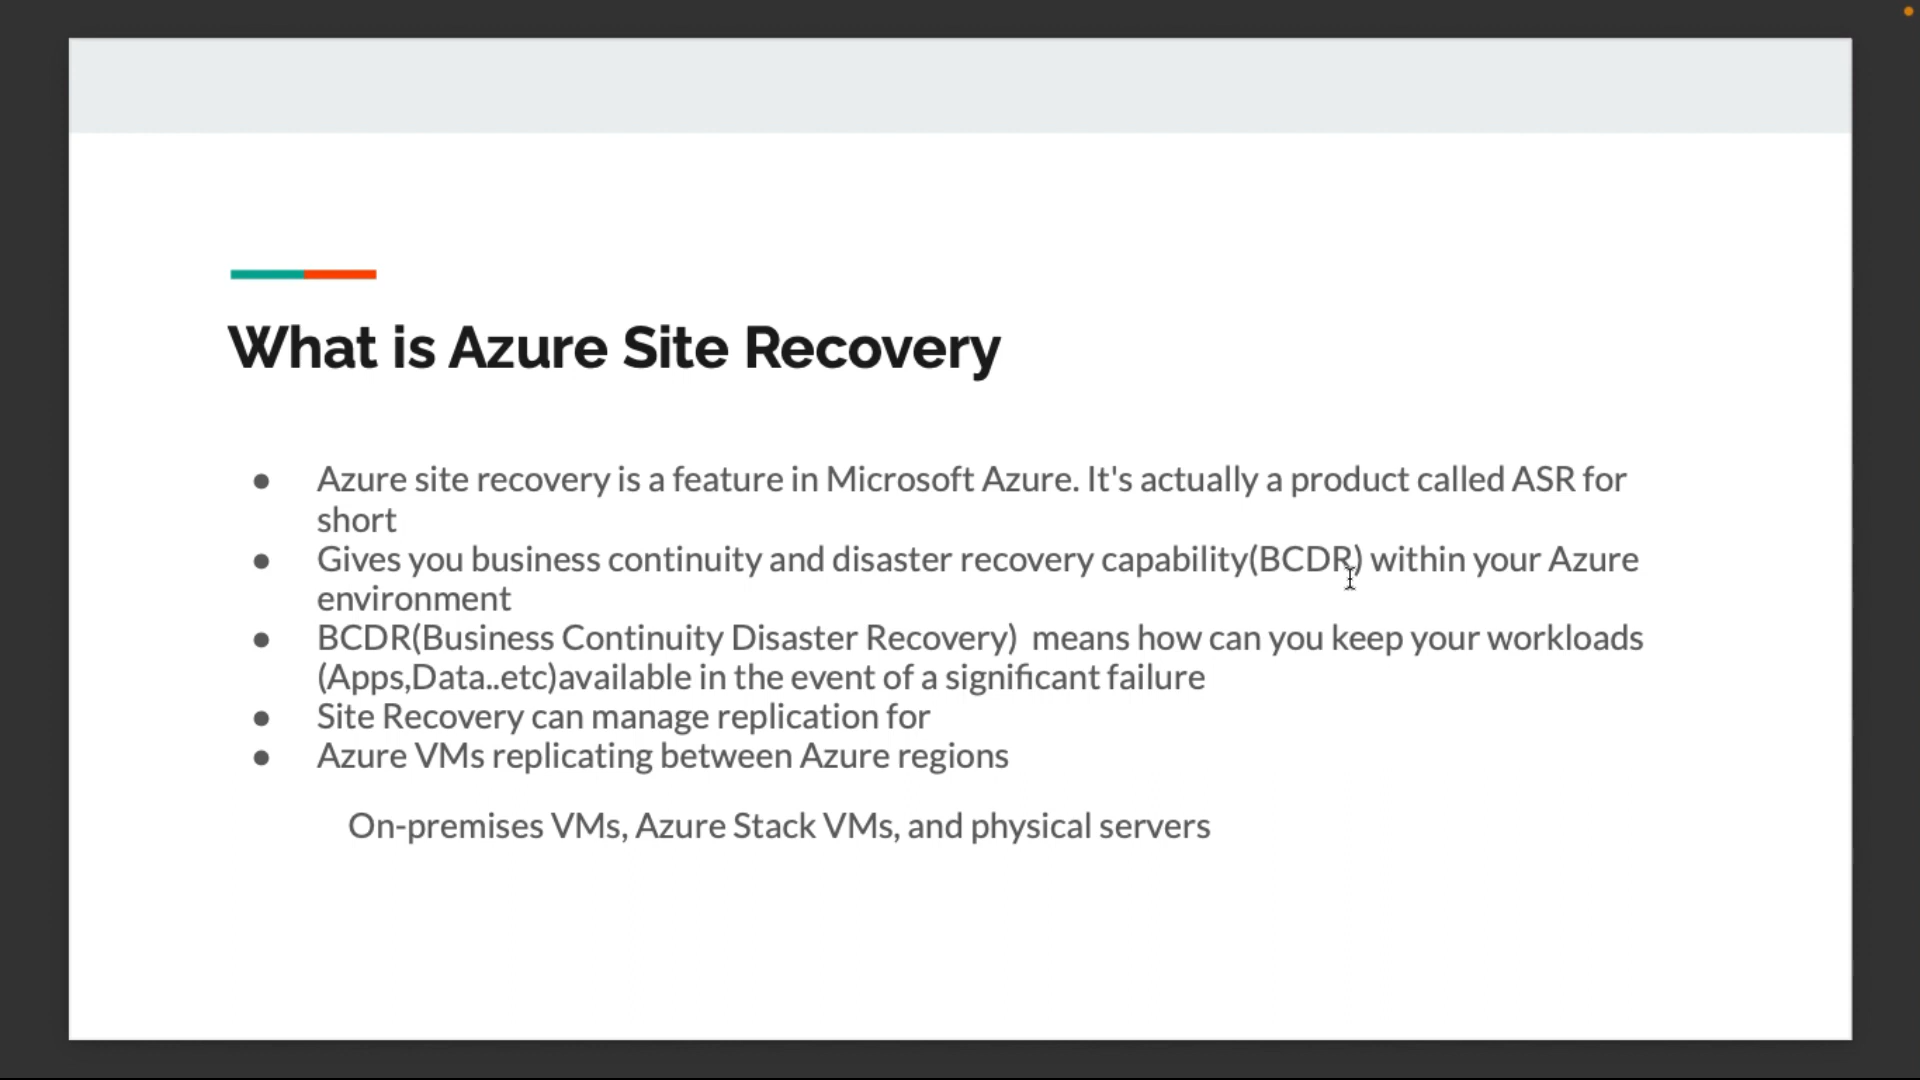 What is Azure Site Recovery
● Azure site recovery is a feature in Microsoft Azure. It's actually a product called ASR for
short
● Gives you business continuity and disaster recovery capability(BCDR) within your Azure
environment
● BCDR(Business Continuity Disaster Recovery)  means how can you keep your workloads
(Apps,Data..etc)available in the event of a significant failure
● Site Recovery can manage replication for
● Azure VMs replicating between Azure regions
On-premises VMs, Azure Stack VMs, and physical servers